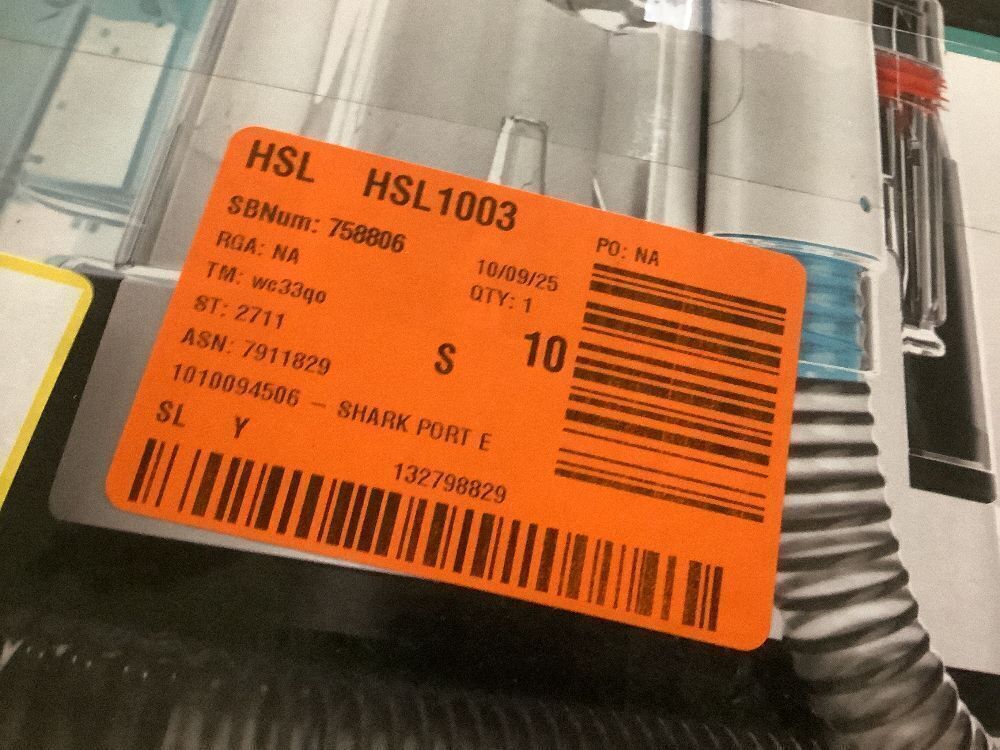 HSL HSL1003
SBNum: 758806
RGA: NA
TM: wc33qo
ST: 2711
ASN: 7911829
10/09/25
QTY: 1
S 10
PO: NA
1010094506 – SHARK PORT E
SL Y
132798829